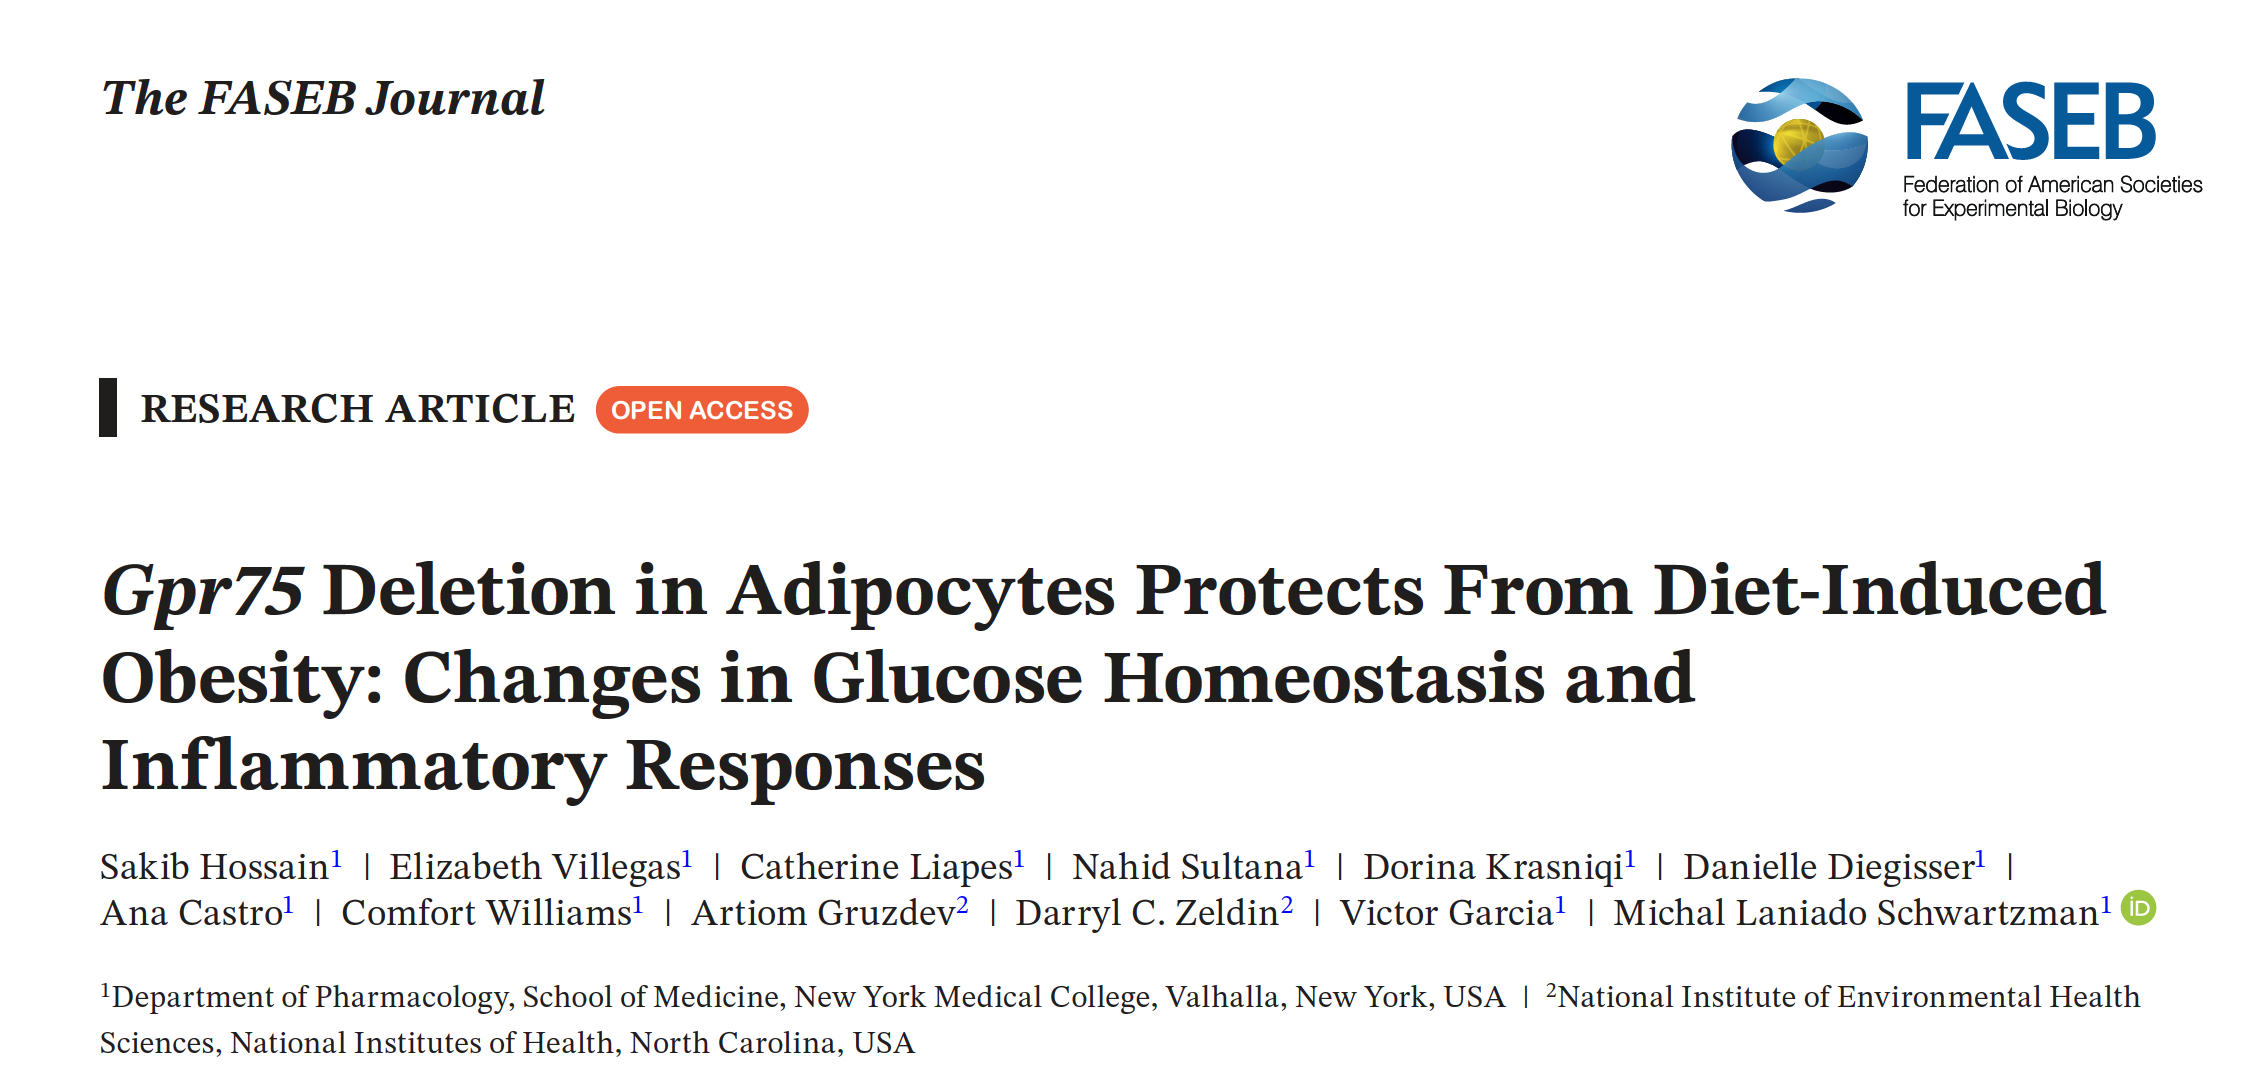 The FASEB Journal
FASEB
Federation of American Societies
for Experimental Biology
RESEARCH ARTICLE OPEN ACCESS
Gpr75 Deletion in Adipocytes Protects From Diet-Induced
Obesity: Changes in Glucose Homeostasis and
Inflammatory Responses
Sakib Hossain¹ | Elizabeth Villegas¹ | Catherine Liapes¹ | Nahid Sultana¹ | Dorina Krasniqi¹ | Danielle Diegisser¹ |
Ana Castro¹ | Comfort Williams¹ | Artiom Gruzdev² | Darryl C. Zeldin² | Victor Garcia¹ | Michal Laniado Schwartzman¹ iD
¹Department of Pharmacology, School of Medicine, New York Medical College, Valhalla, New York, USA | ²National Institute of Environmental Health
Sciences, National Institutes of Health, North Carolina, USA